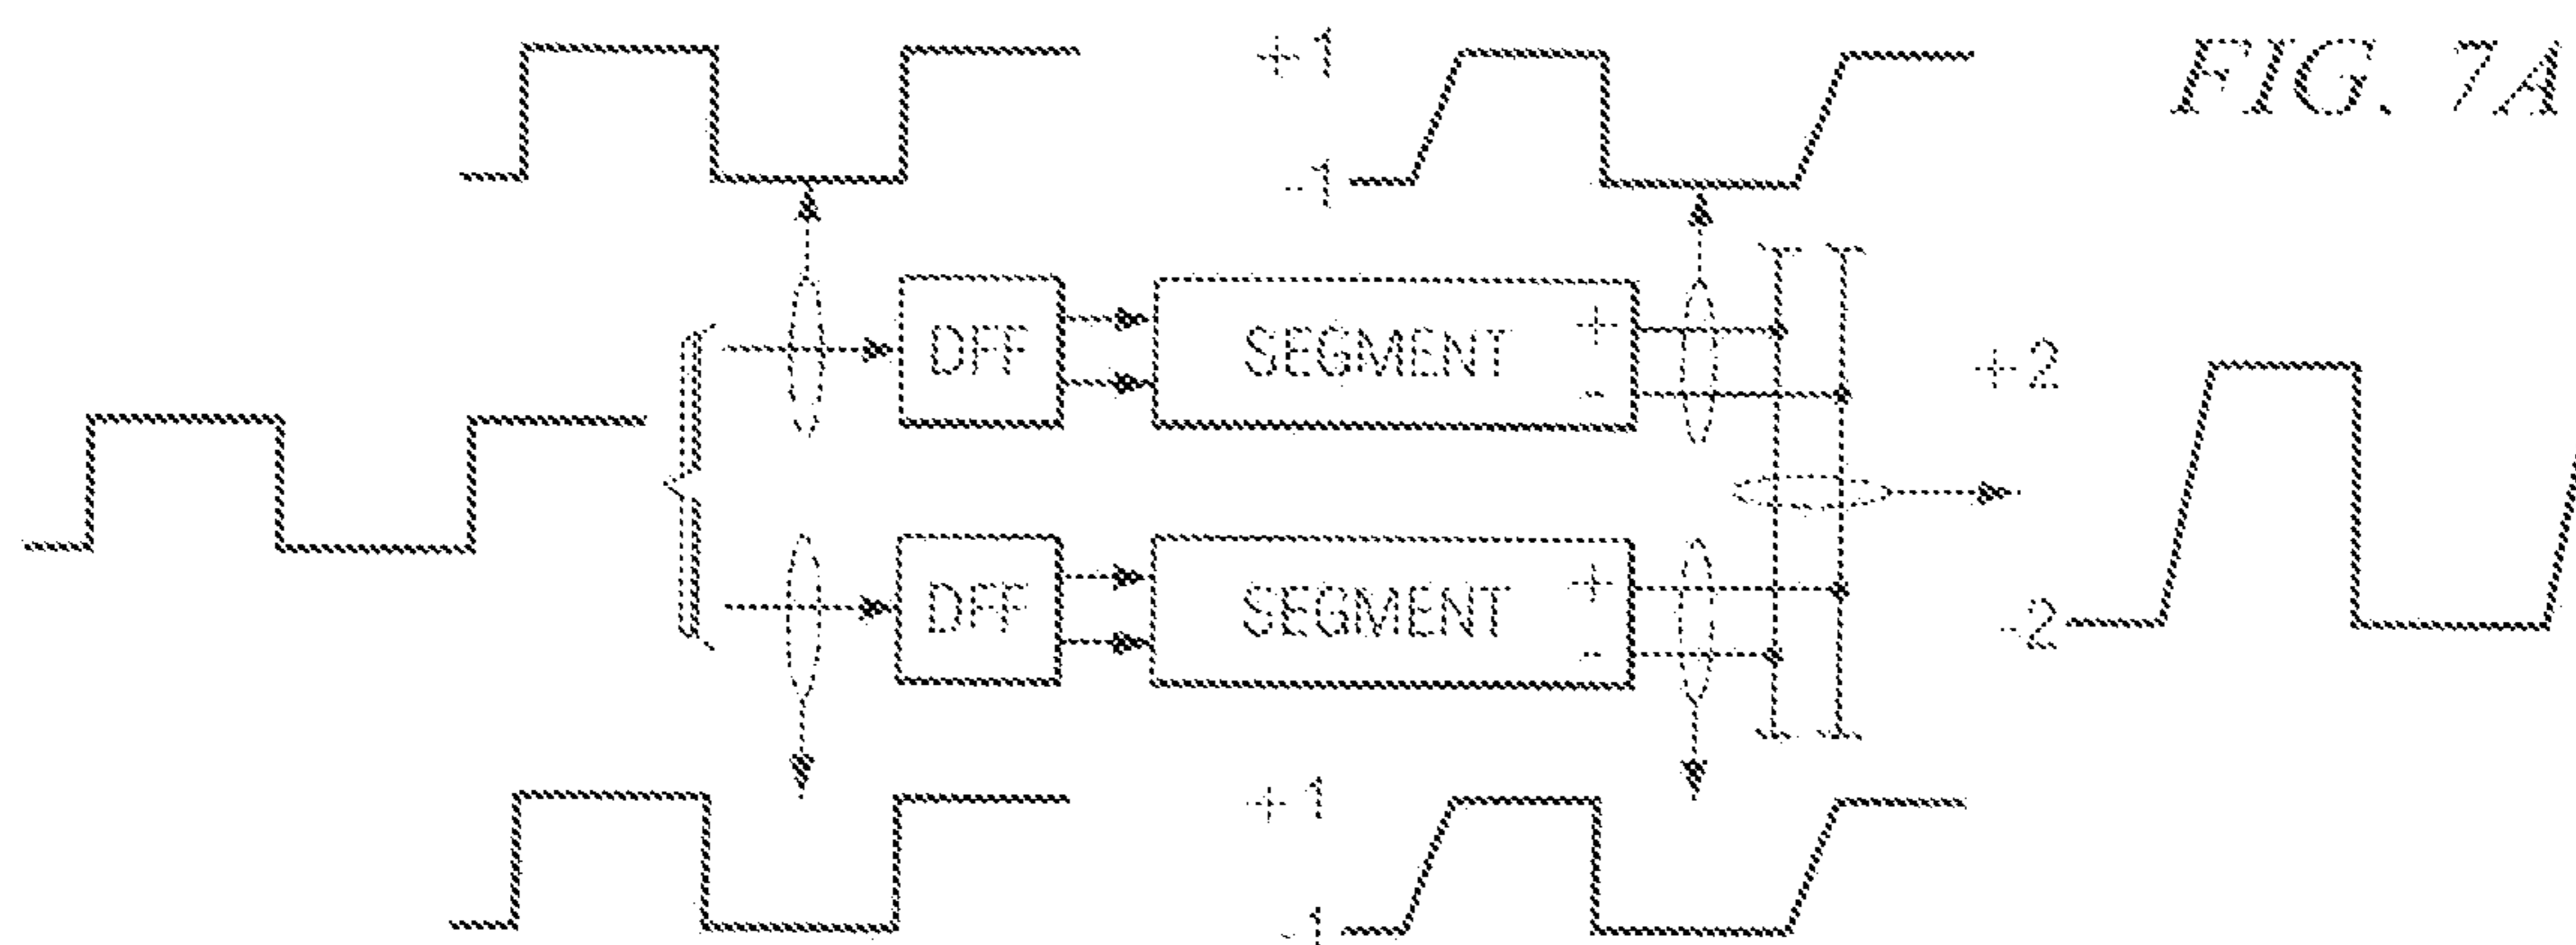 FIG. 7A
+1
-1
DFF
SEGMENT
+
-
+2
-2
DFF
SEGMENT
+
-
+1
-1